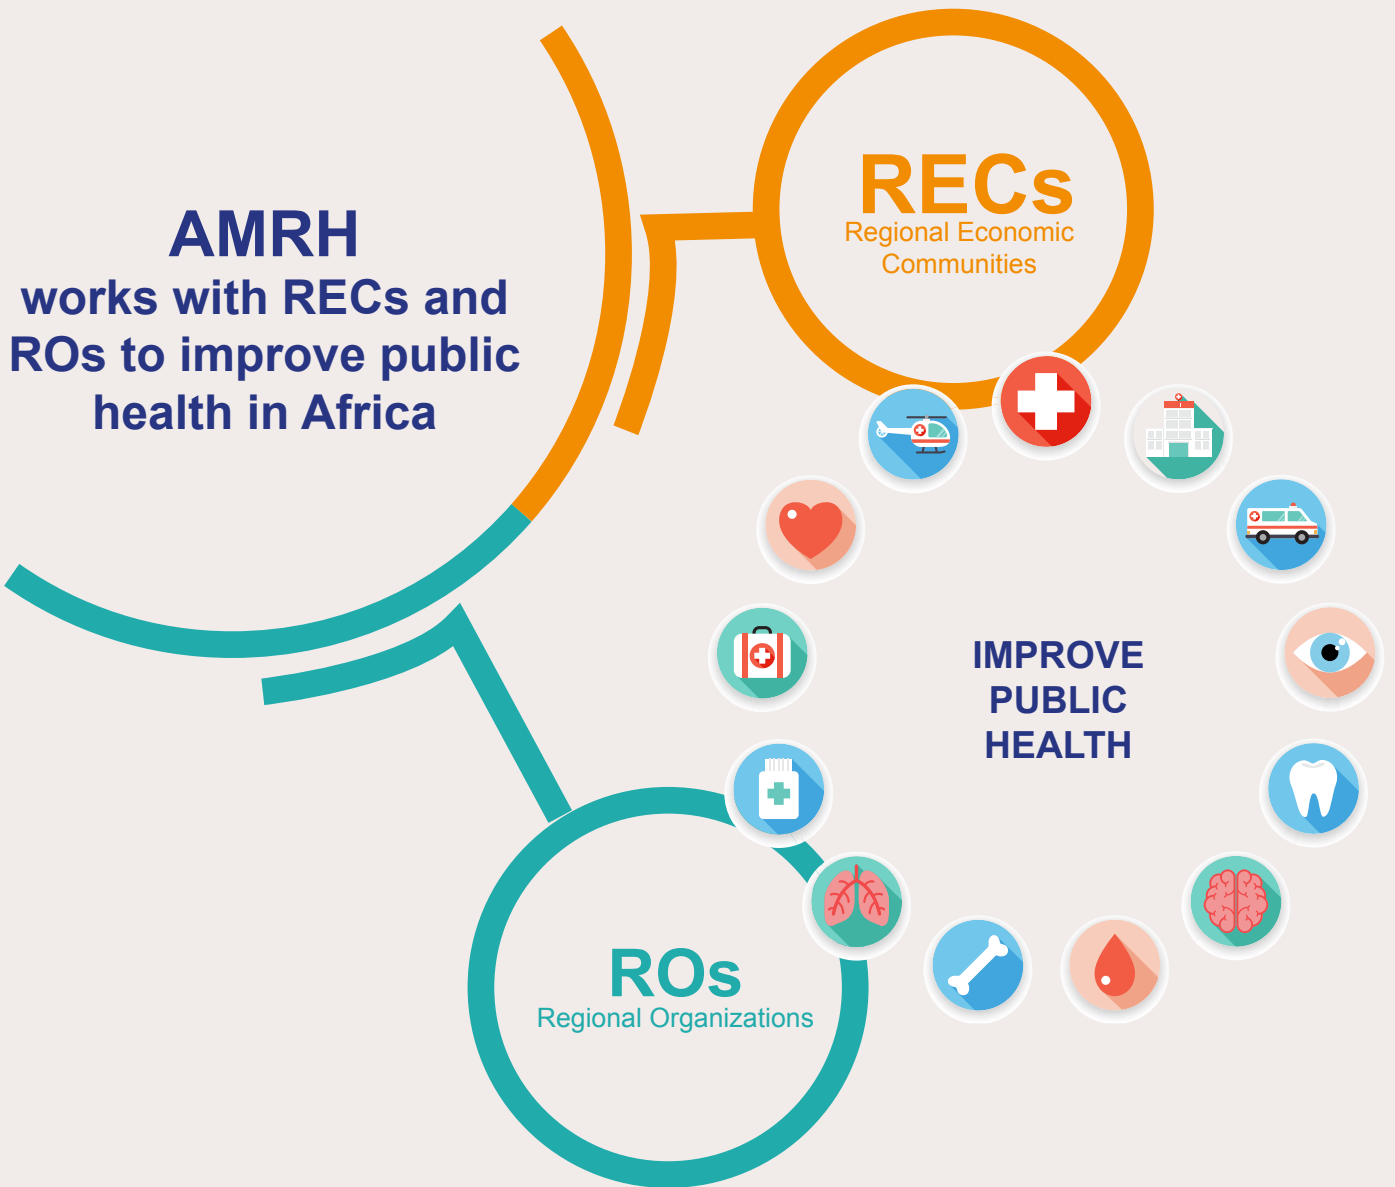 AMRH
works with RECs and
ROs to improve public
health in Africa
RECs
Regional Economic
Communities
IMPROVE
PUBLIC
HEALTH
ROs
Regional Organizations